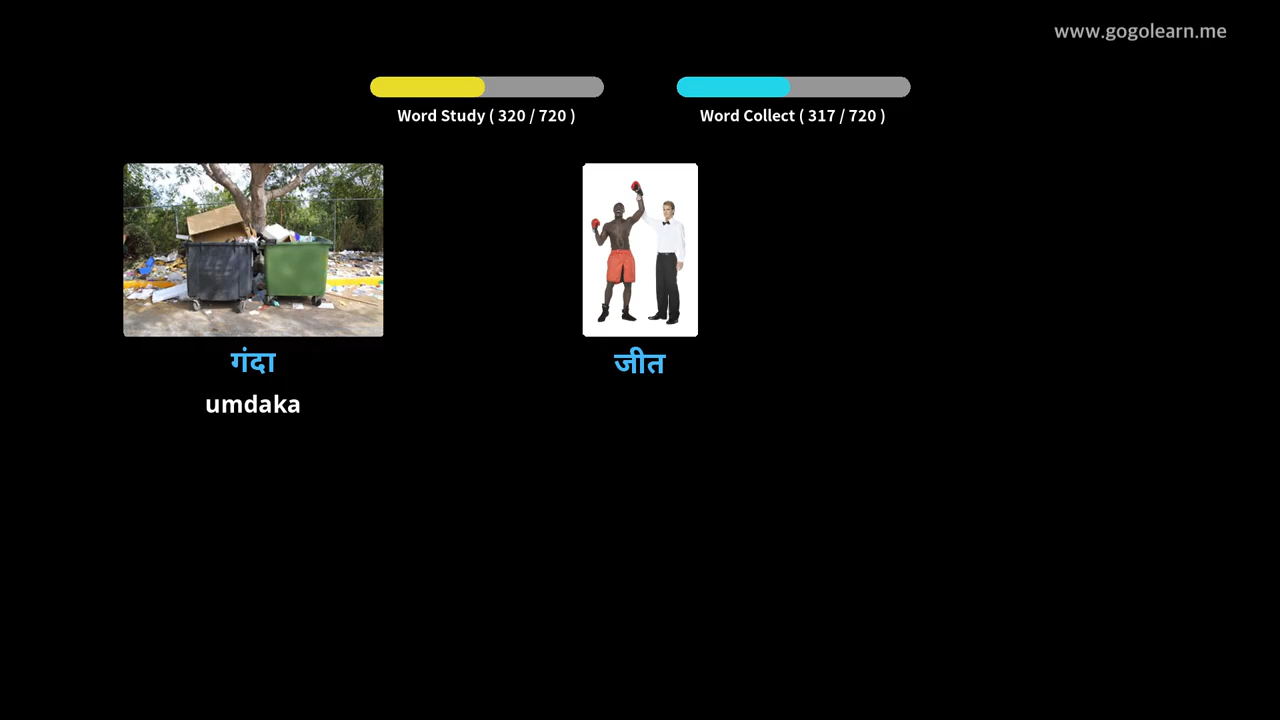 www.gogolearn.me
Word Study ( 320 / 720 )
Word Collect ( 317 / 720 )
गंदा
जीत
umdaka